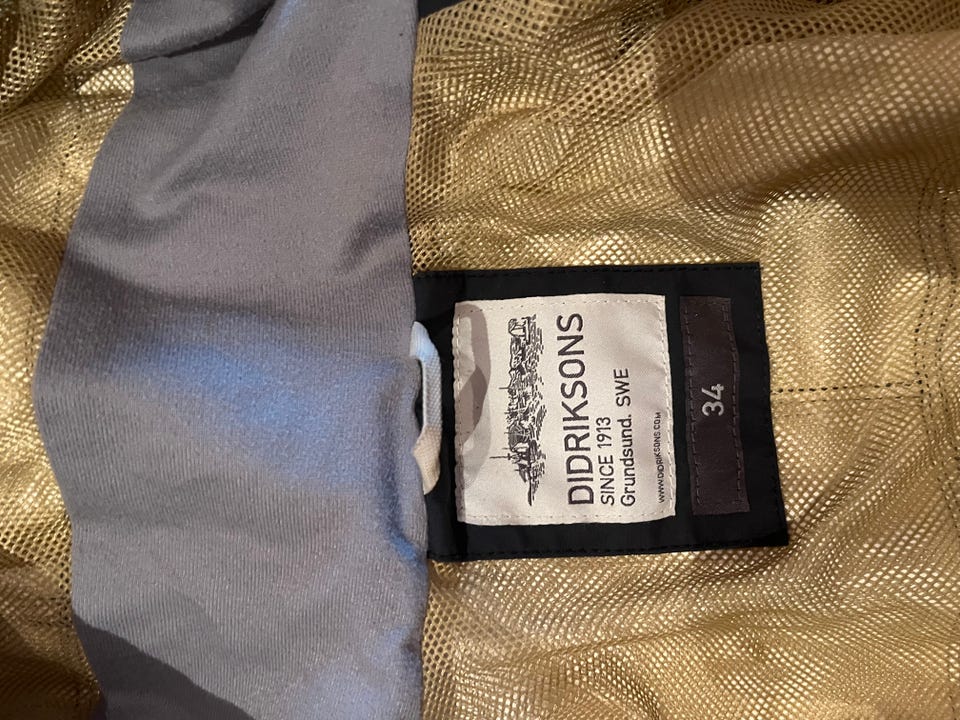 DIDRIKSONS
SINCE 1913
Grundsund. SWE
WWW.DIDRIKSONS.COM
34